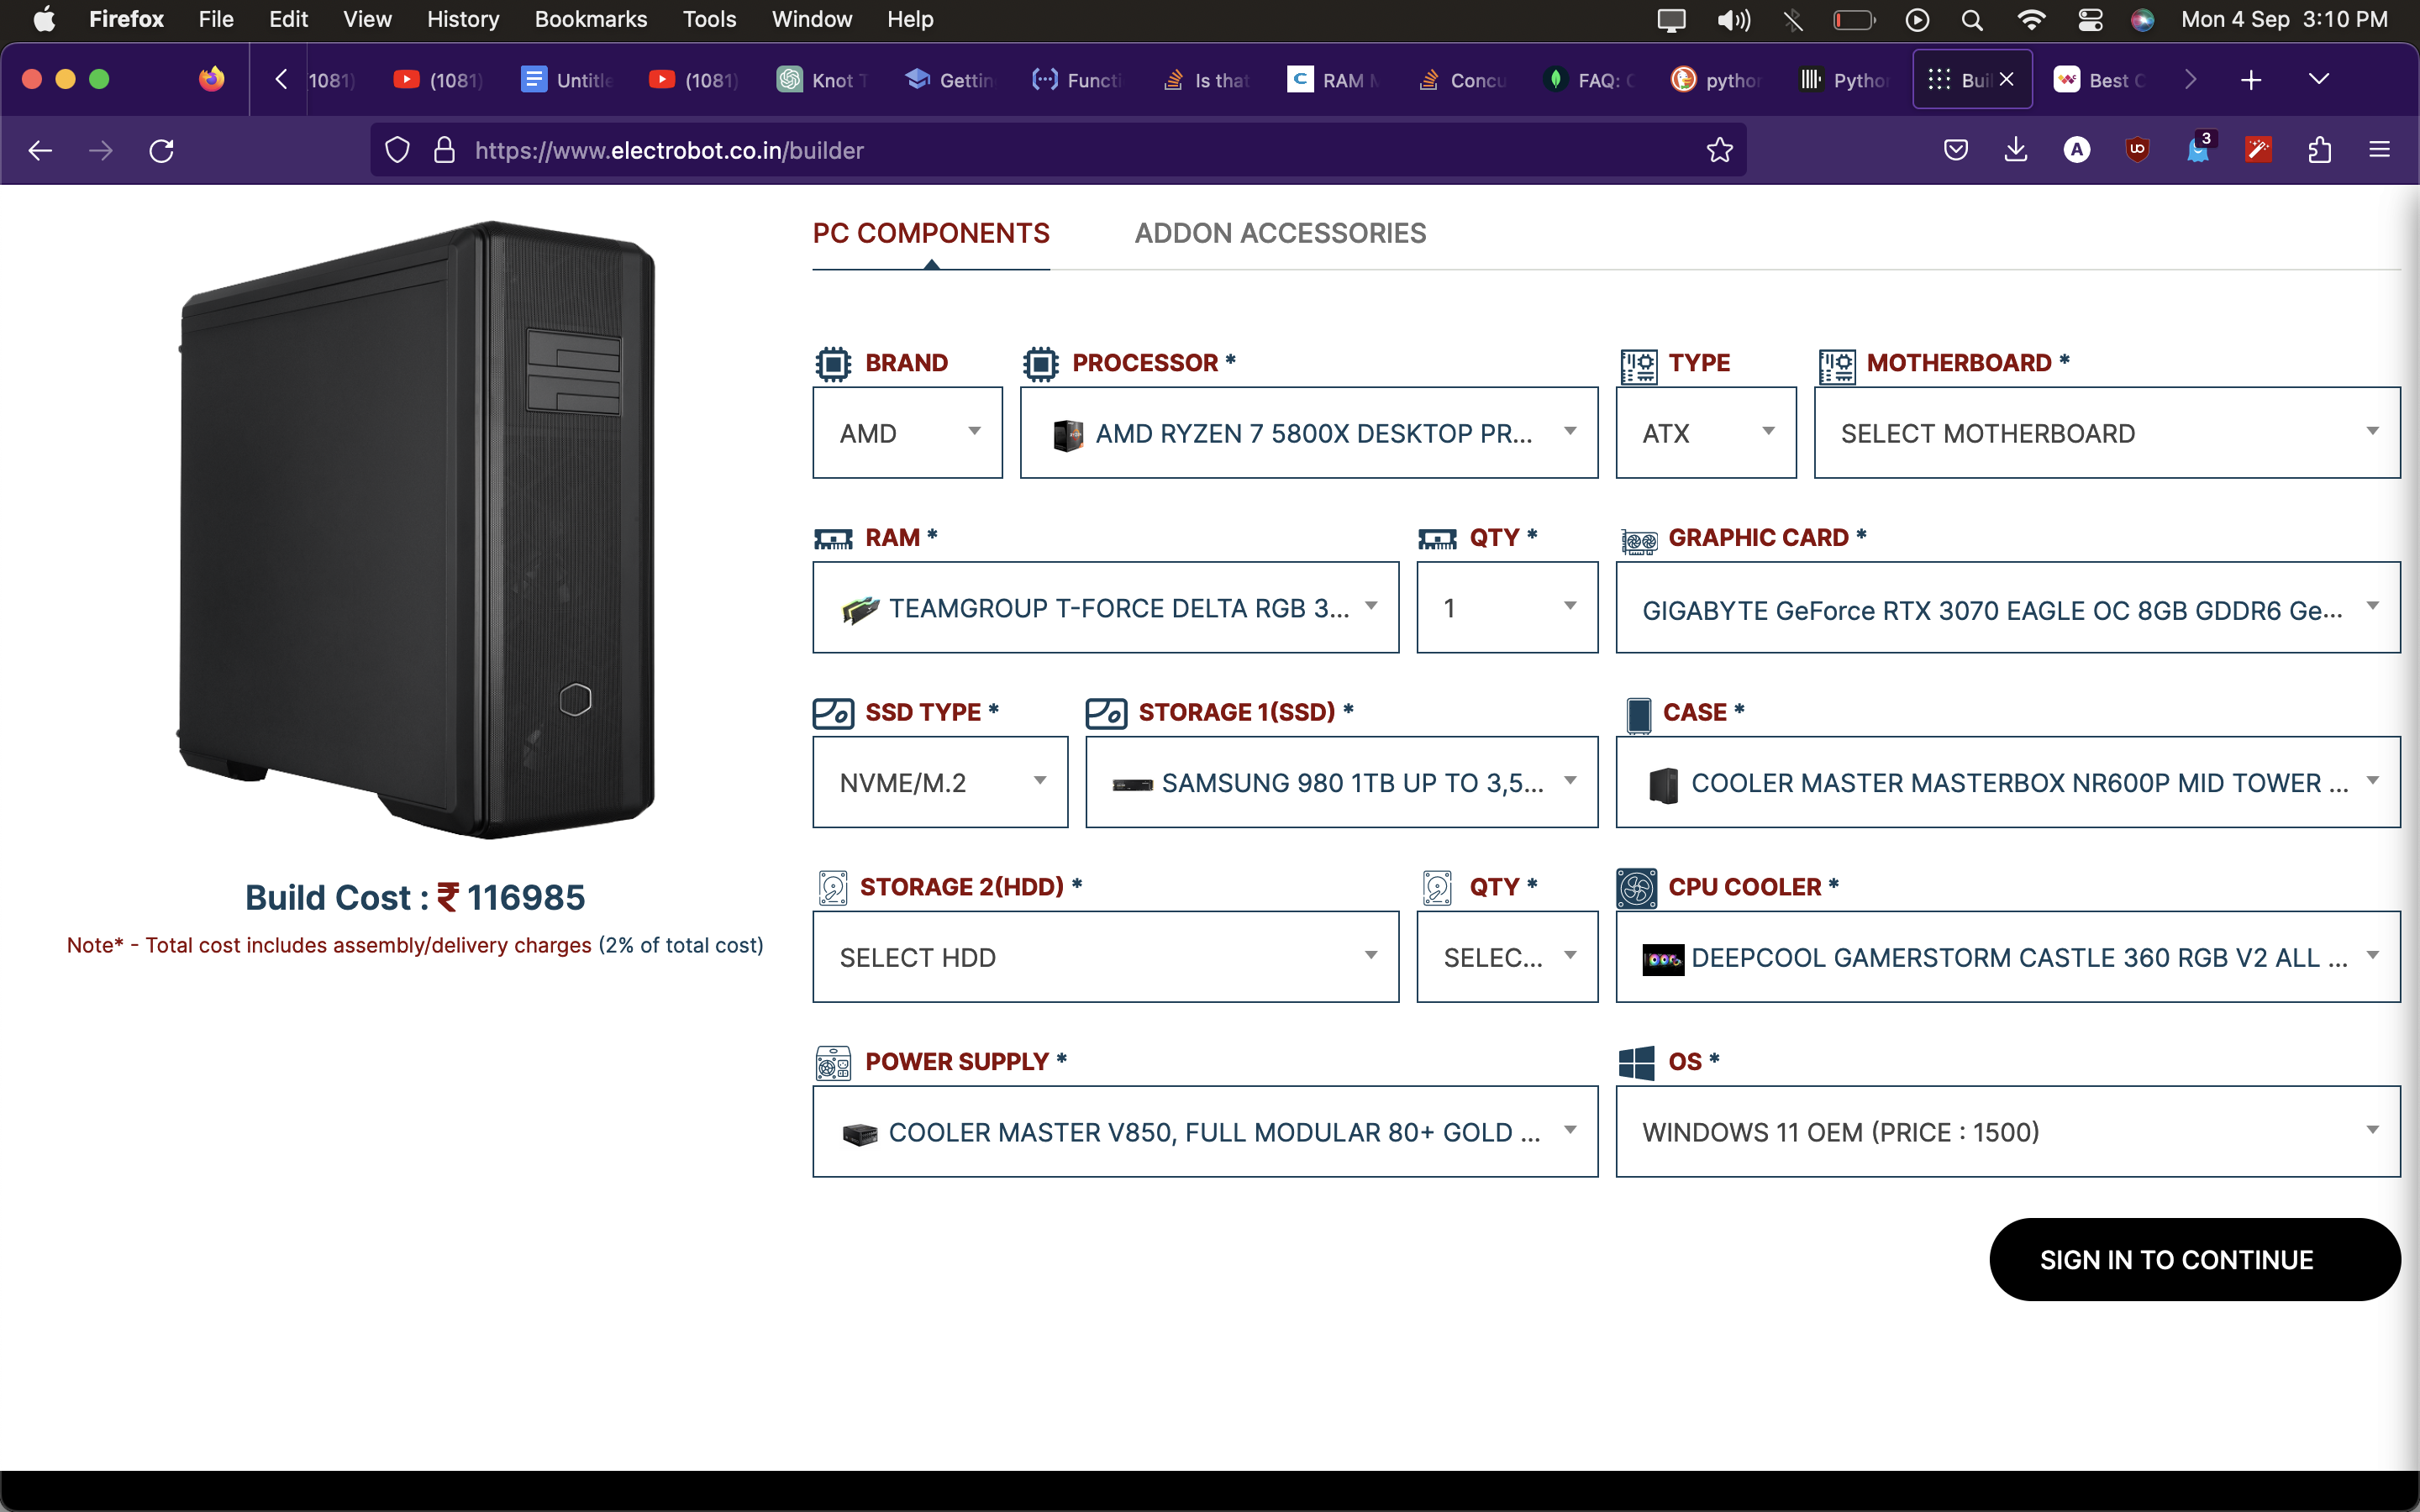 Firefox File Edit View History Bookmarks Tools Window Help Mon 4 Sep 3:10 PM
1081) (1081) Untitle (1081) Knot T Gettin Functi Is that RAM M Concu FAQ: C python Python Buil Best C
https://www.electrobot.co.in/builder 3
PC COMPONENTS ADDON ACCESSORIES
BRAND PROCESSOR * TYPE MOTHERBOARD *
AMD AMD RYZEN 7 5800X DESKTOP PR... ATX SELECT MOTHERBOARD
RAM * QTY * GRAPHIC CARD *
TEAMGROUP T-FORCE DELTA RGB 3... 1 GIGABYTE GeForce RTX 3070 EAGLE OC 8GB GDDR6 Ge...
SSD TYPE * STORAGE 1(SSD) * CASE *
NVME/M.2 SAMSUNG 980 1TB UP TO 3,5... COOLER MASTER MASTERBOX NR600P MID TOWER ...
Build Cost : ₹ 116985
Note* - Total cost includes assembly/delivery charges (2% of total cost)
STORAGE 2(HDD) * QTY * CPU COOLER *
SELECT HDD SELEC... DEEPCOOL GAMERSTORM CASTLE 360 RGB V2 ALL ...
POWER SUPPLY * OS *
COOLER MASTER V850, FULL MODULAR 80+ GOLD ... WINDOWS 11 OEM (PRICE : 1500)
SIGN IN TO CONTINUE